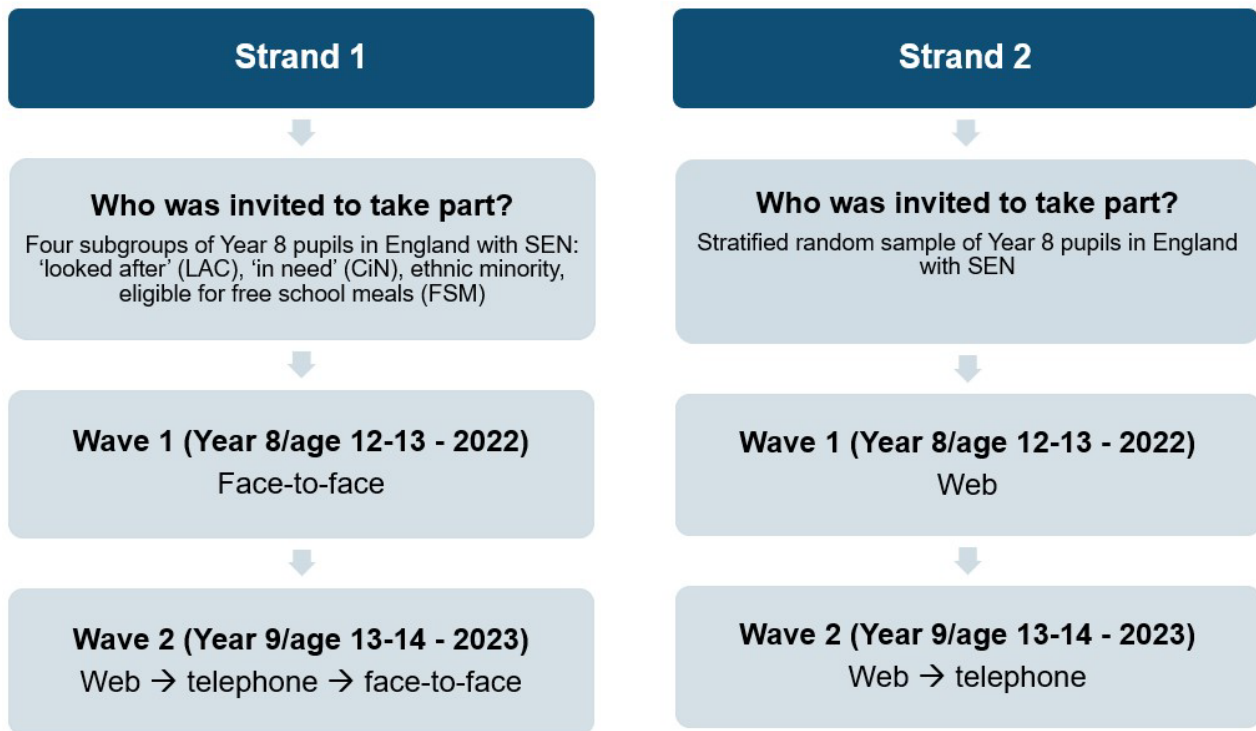 Strand 1
Who was invited to take part?
Four subgroups of Year 8 pupils in England with SEN:
‘looked after’ (LAC), ‘in need’ (CiN), ethnic minority,
eligible for free school meals (FSM)
Wave 1 (Year 8/age 12-13 - 2022)
Face-to-face
Wave 2 (Year 9/age 13-14 - 2023)
Web → telephone → face-to-face
Strand 2
Who was invited to take part?
Stratified random sample of Year 8 pupils in England
with SEN
Wave 1 (Year 8/age 12-13 - 2022)
Web
Wave 2 (Year 9/age 13-14 - 2023)
Web → telephone